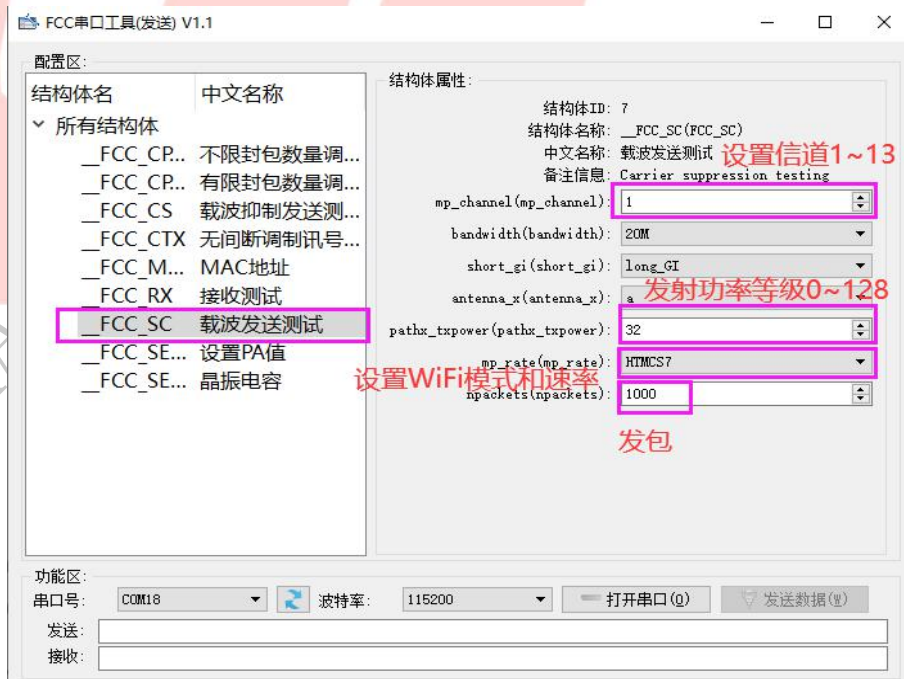 FCC串口工具(发送) V1.1
配置区:
结构体名 中文名称
所有结构体
__FCC_CP... 不限封包数量调...
__FCC_CP... 有限封包数量调...
__FCC_CS 载波抑制发送测...
__FCC_CTX 无间断调制讯号...
__FCC_M... MAC地址
__FCC_RX 接收测试
__FCC_SC 载波发送测试
__FCC_SE... 设置PA值
__FCC_SE... 晶振电容
结构体属性:
结构体ID: 7
结构体名称: __FCC_SC(FCC_SC)
中文名称: 载波发送测试
设置信道1~13
备注信息: Carrier suppression testing
mp_channel(mp_channel): 1
bandwidth(bandwidth): 20M
short_gi(short_gi): long_GI
antenna_x(antenna_x): a
发射功率等级0~128
pathx_txpower(pathx_txpower): 32
mp_rate(mp_rate): HTMCS7
设置WiFi模式和速率
npackets(npackets): 1000
发包
功能区:
串口号: COM18 波特率: 115200 打开串口(O) 发送数据(W)
发送:
接收: